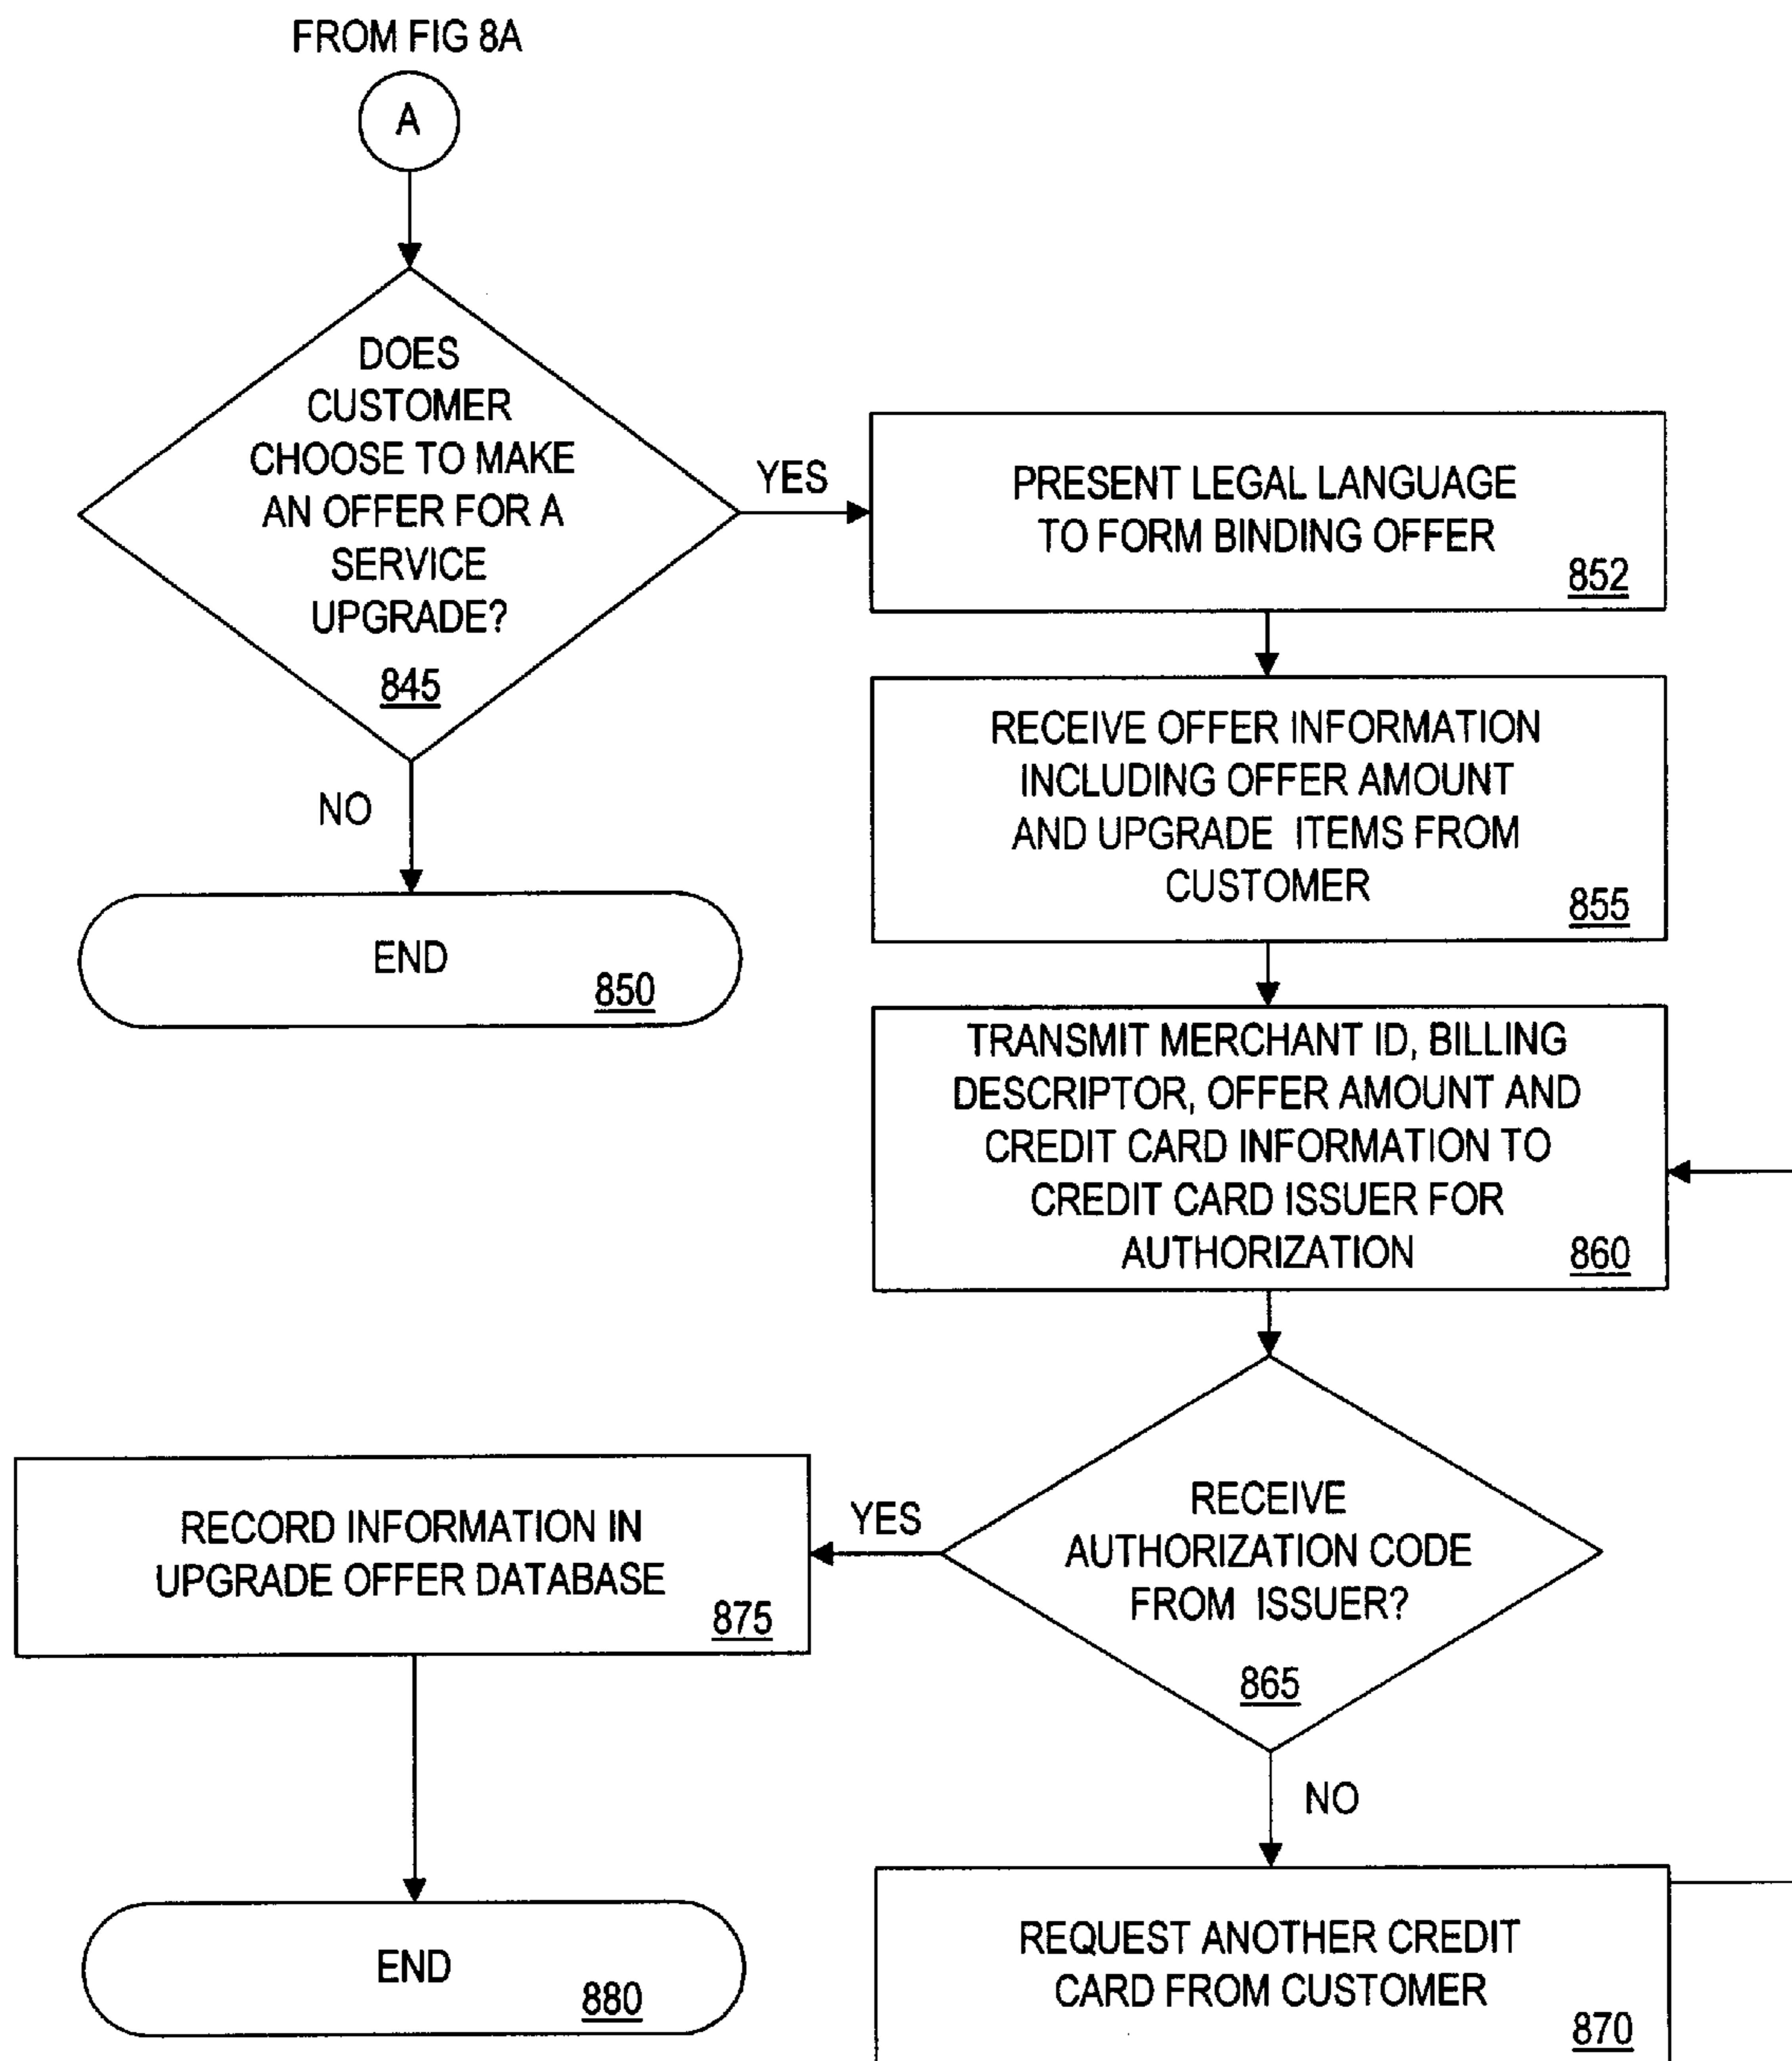 FROM FIG 8A
A
DOES
CUSTOMER
CHOOSE TO MAKE
AN OFFER FOR A
SERVICE
UPGRADE?
845
YES
NO
END
850
PRESENT LEGAL LANGUAGE
TO FORM BINDING OFFER
852
RECEIVE OFFER INFORMATION
INCLUDING OFFER AMOUNT
AND UPGRADE ITEMS FROM
CUSTOMER
855
TRANSMIT MERCHANT ID, BILLING
DESCRIPTOR, OFFER AMOUNT AND
CREDIT CARD INFORMATION TO
CREDIT CARD ISSUER FOR
AUTHORIZATION
860
RECEIVE
AUTHORIZATION CODE
FROM ISSUER?
865
YES
RECORD INFORMATION IN
UPGRADE OFFER DATABASE
875
END
880
NO
REQUEST ANOTHER CREDIT
CARD FROM CUSTOMER
870